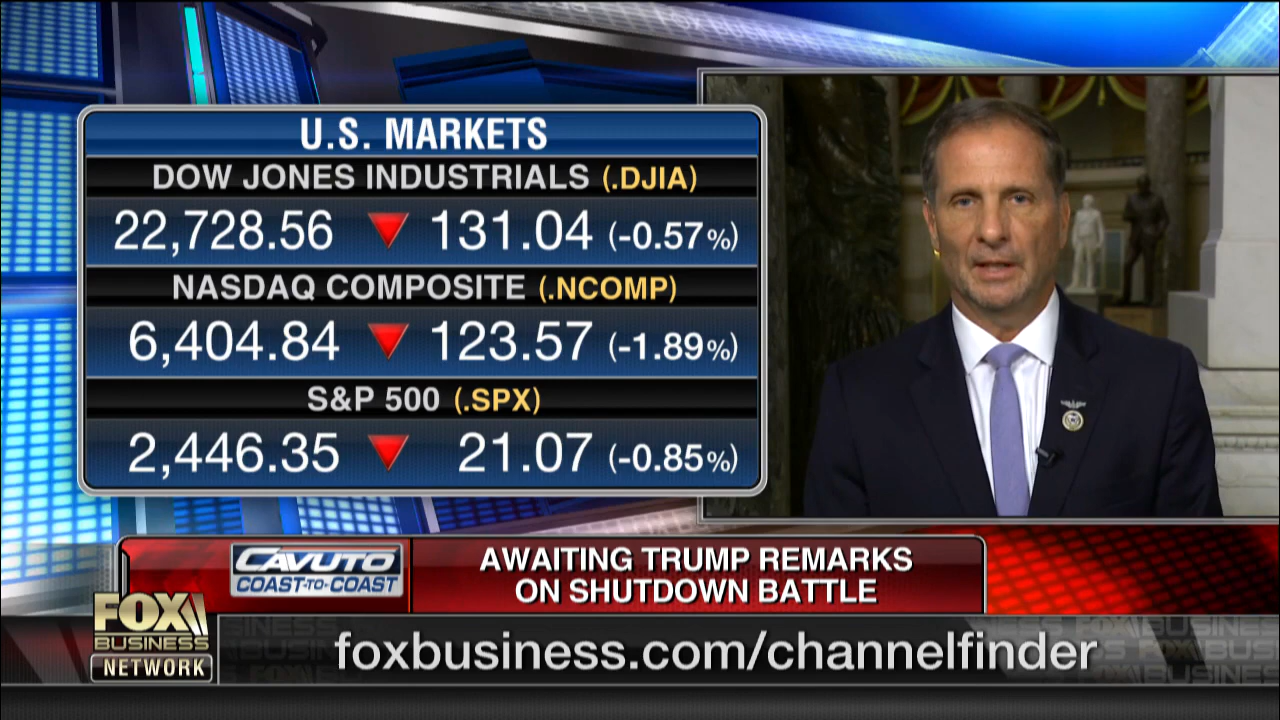 U.S. MARKETS
DOW JONES INDUSTRIALS (.DJIA)
22,728.56 ▼ 131.04 (-0.57%)
NASDAQ COMPOSITE (.NCOMP)
6,404.84 ▼ 123.57 (-1.89%)
S&P 500 (.SPX)
2,446.35 ▼ 21.07 (-0.85%)
CAVUTO
COAST-TO-COAST
AWAITING TRUMP REMARKS
ON SHUTDOWN BATTLE
FOX
BUSINESS
NETWORK
foxbusiness.com/channelfinder